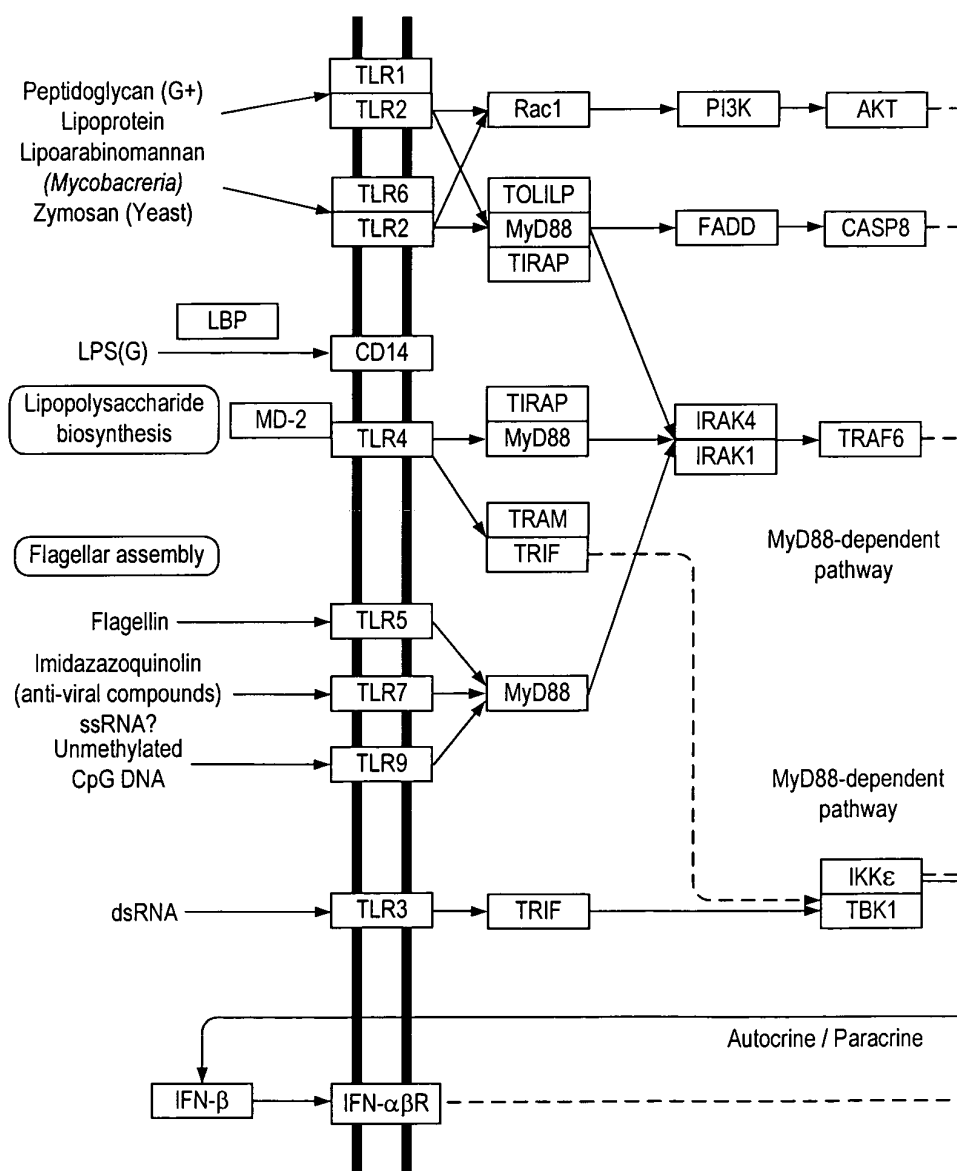 TLR1
Peptidoglycan (G+)
Lipoprotein
Lipoarabinomannan
(Mycobacreria)
Zymosan (Yeast)
TLR2
Rac1
PI3K
AKT
TLR6
TLR2
TOLILP
MyD88
TIRAP
FADD
CASP8
LBP
LPS(G)
CD14
Lipopolysaccharide
biosynthesis
MD-2
TLR4
TIRAP
MyD88
IRAK4
IRAK1
TRAF6
TRAM
TRIF
MyD88-dependent
pathway
Flagellar assembly
Flagellin
TLR5
Imidazazoquinolin
(anti-viral compounds)
ssRNA?
TLR7
MyD88
Unmethylated
CpG DNA
TLR9
MyD88-dependent
pathway
IKKε
TBK1
dsRNA
TLR3
TRIF
Autocrine / Paracrine
IFN-β
IFN-αβR